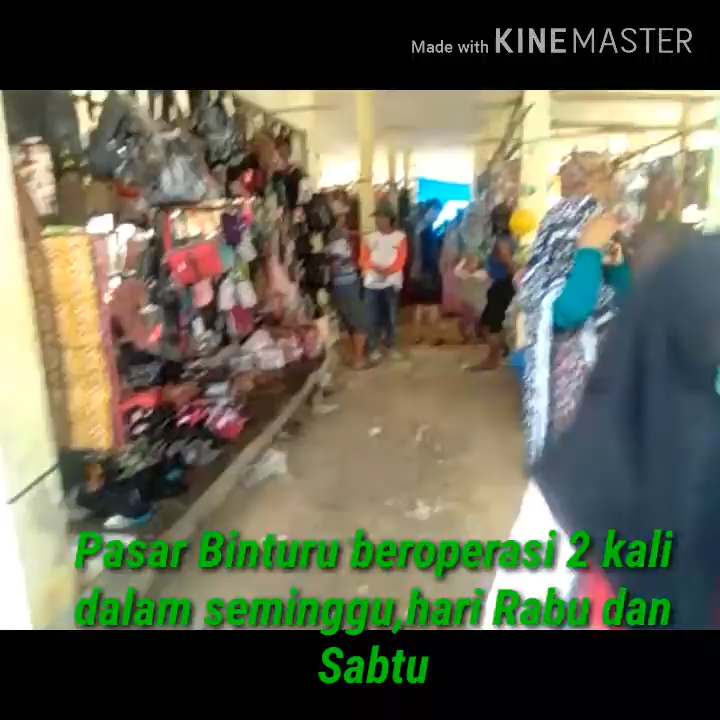 Made with KINEMASTER
Pasar Binturu beroperasi 2 kali
dalam seminggu,hari Rabu dan
Sabtu